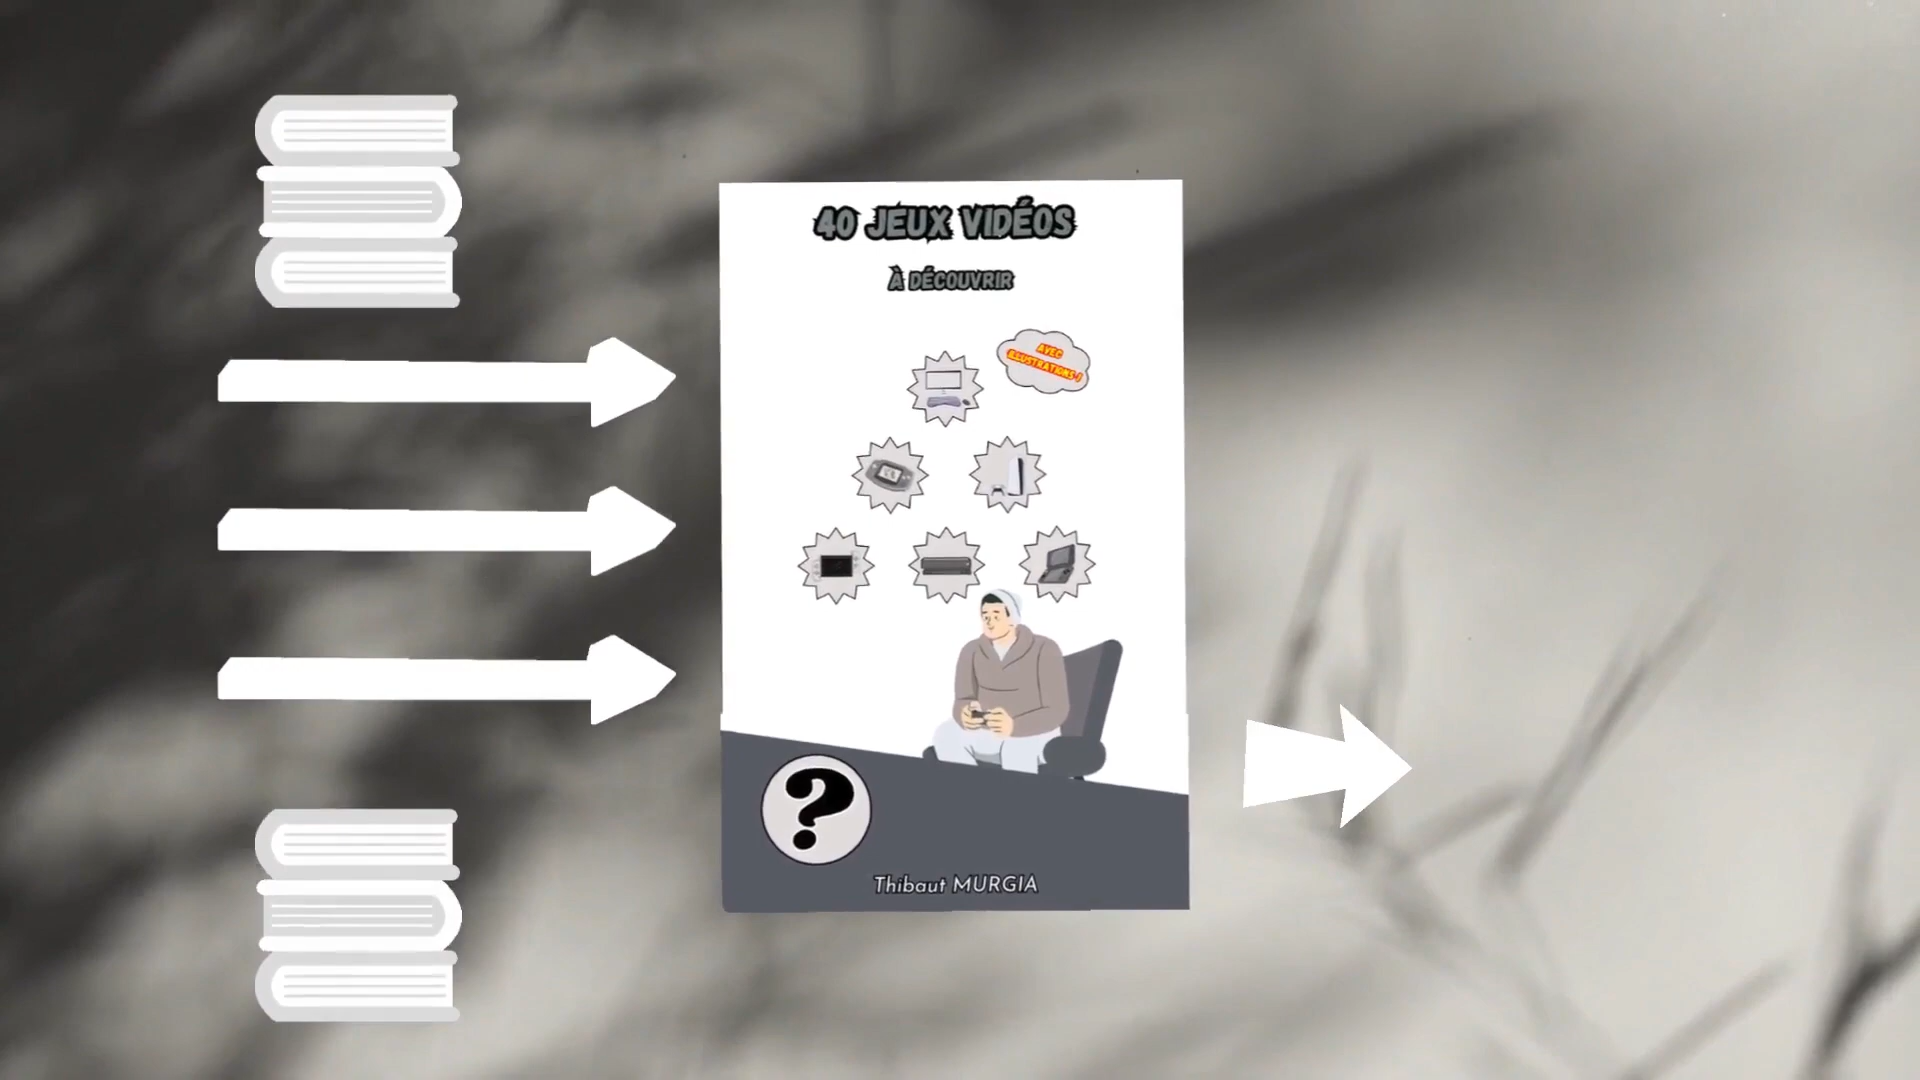 40 JEUX VIDÉOS
À DÉCOUVRIR
AVEC
ILLUSTRATIONS !
?
Thibaut MURGIA